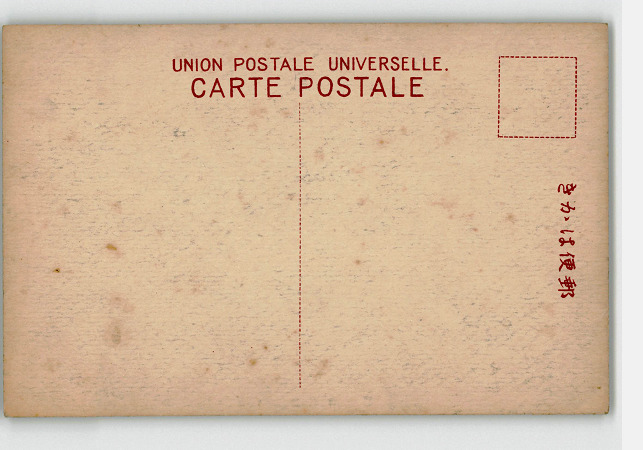 UNION POSTALE UNIVERSELLE.
CARTE POSTALE
きかは便郵